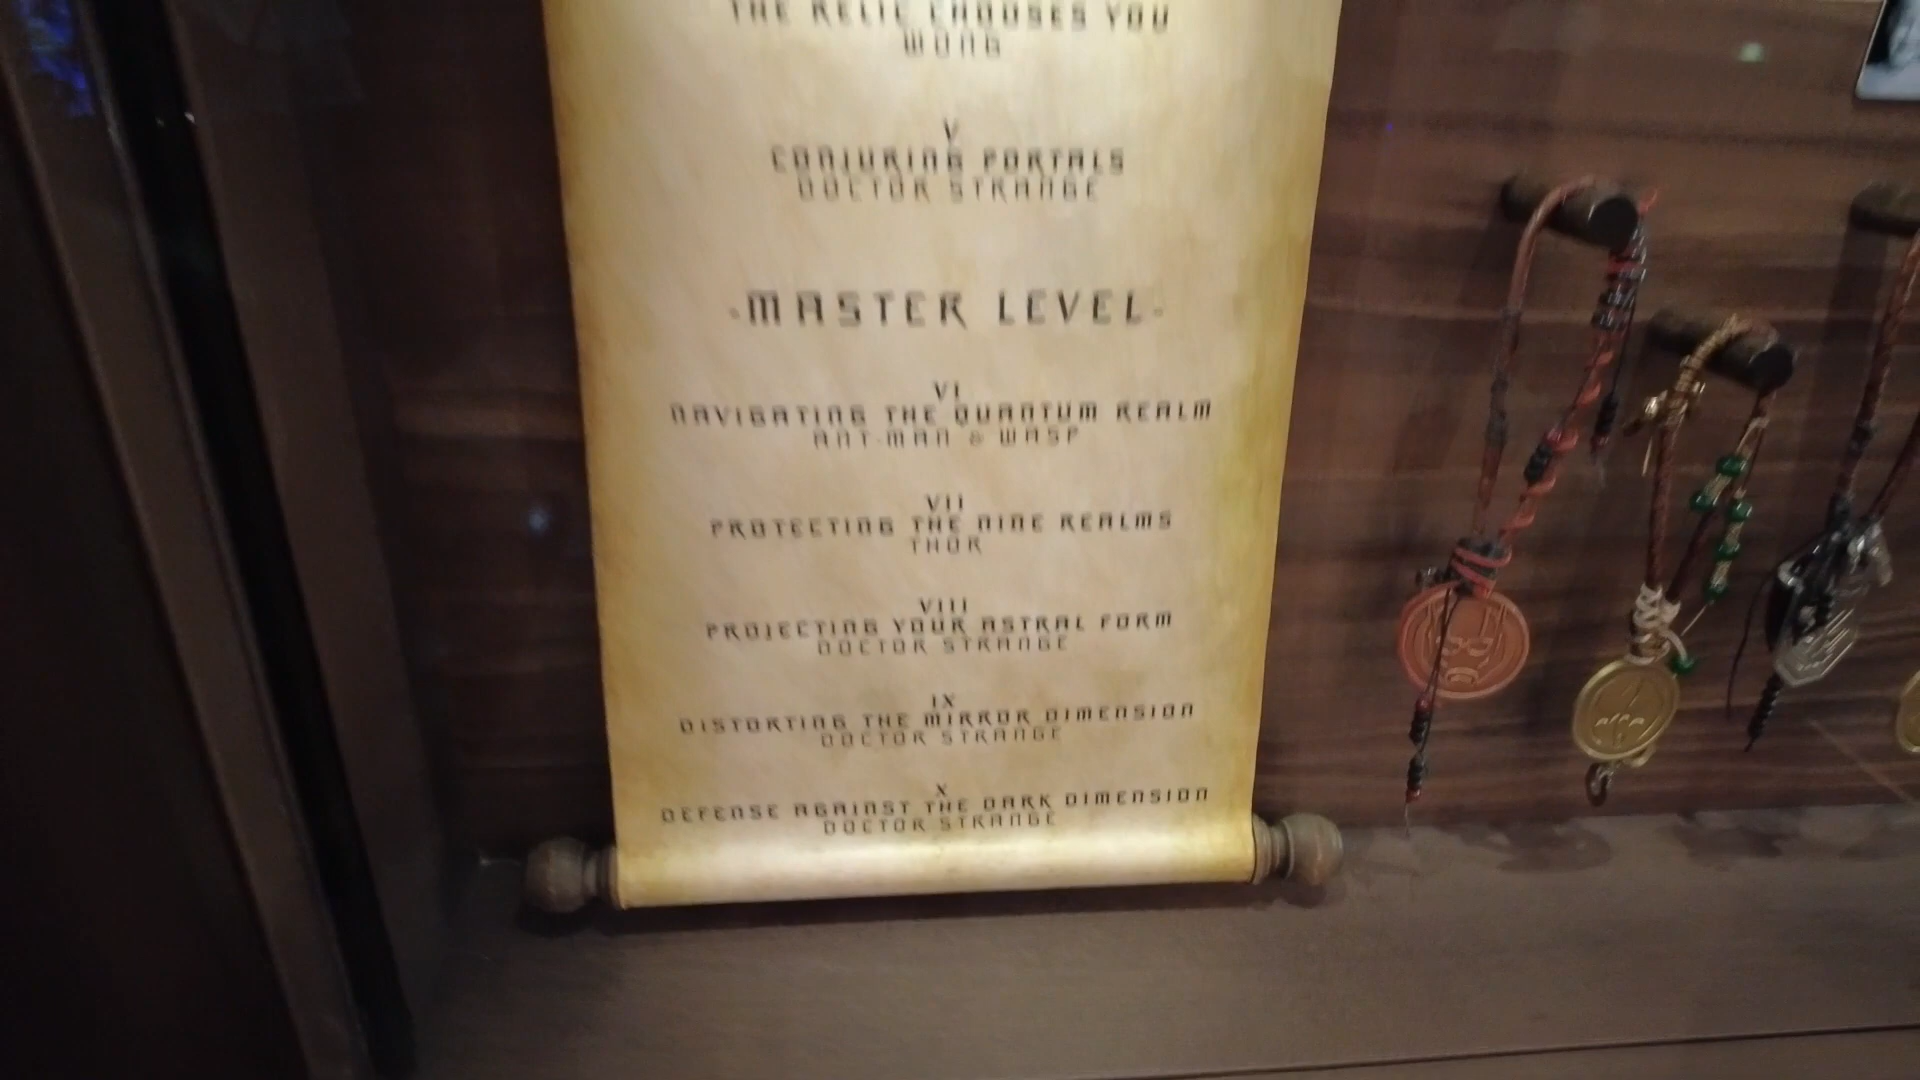 THE RELIC CHOOSES YOU
WONG
V
CONJURING PORTALS
DOCTOR STRANGE
-MASTER LEVEL-
VI
NAVIGATING THE QUANTUM REALM
ANT-MAN & WASP
VII
PROTECTING THE NINE REALMS
THOR
VIII
PROJECTING YOUR ASTRAL FORM
DOCTOR STRANGE
IX
DISTORTING THE MIRROR DIMENSION
DOCTOR STRANGE
X
DEFENSE AGAINST THE DARK DIMENSION
DOCTOR STRANGE